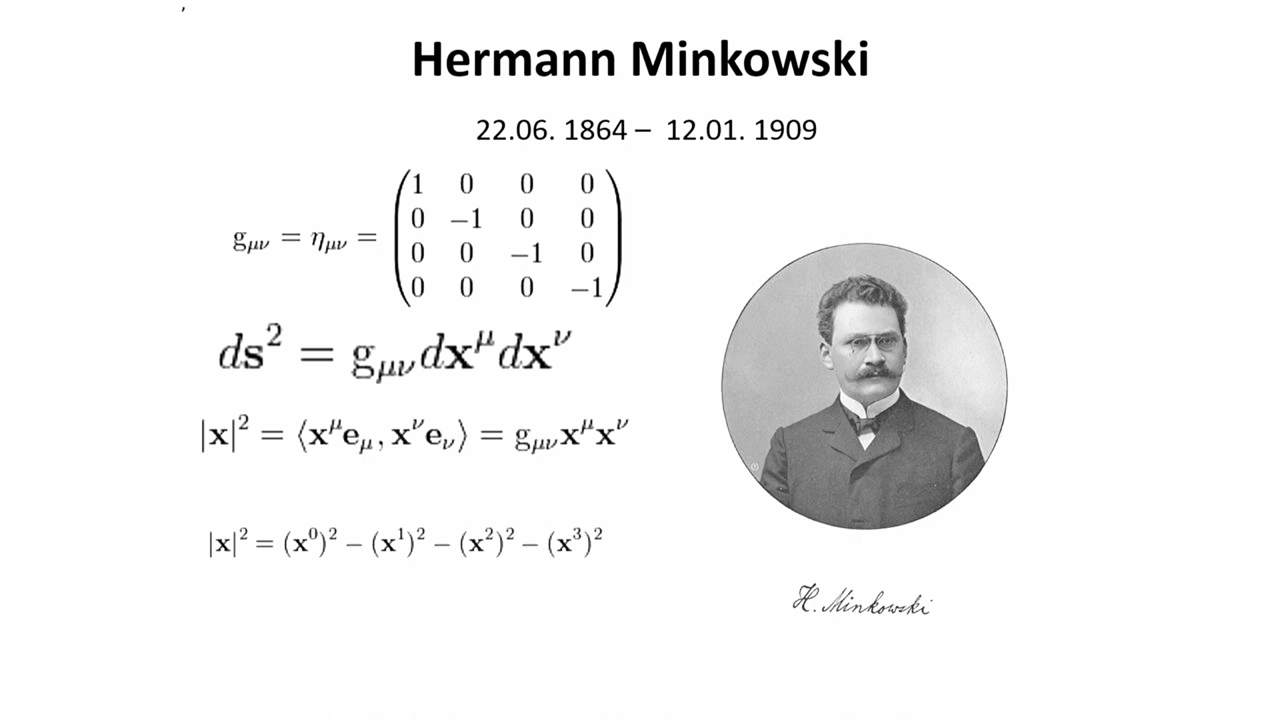 Hermann Minkowski
22.06. 1864 – 12.01. 1909
g_μν = η_μν =
1 0 0 0
0 −1 0 0
0 0 −1 0
0 0 0 −1
ds² = g_μν dx^μ dx^ν
|x|² = ⟨x^μ e_μ, x^ν e_ν⟩ = g_μν x^μ x^ν
|x|² = (x⁰)² − (x¹)² − (x²)² − (x³)²
H. Minkowski